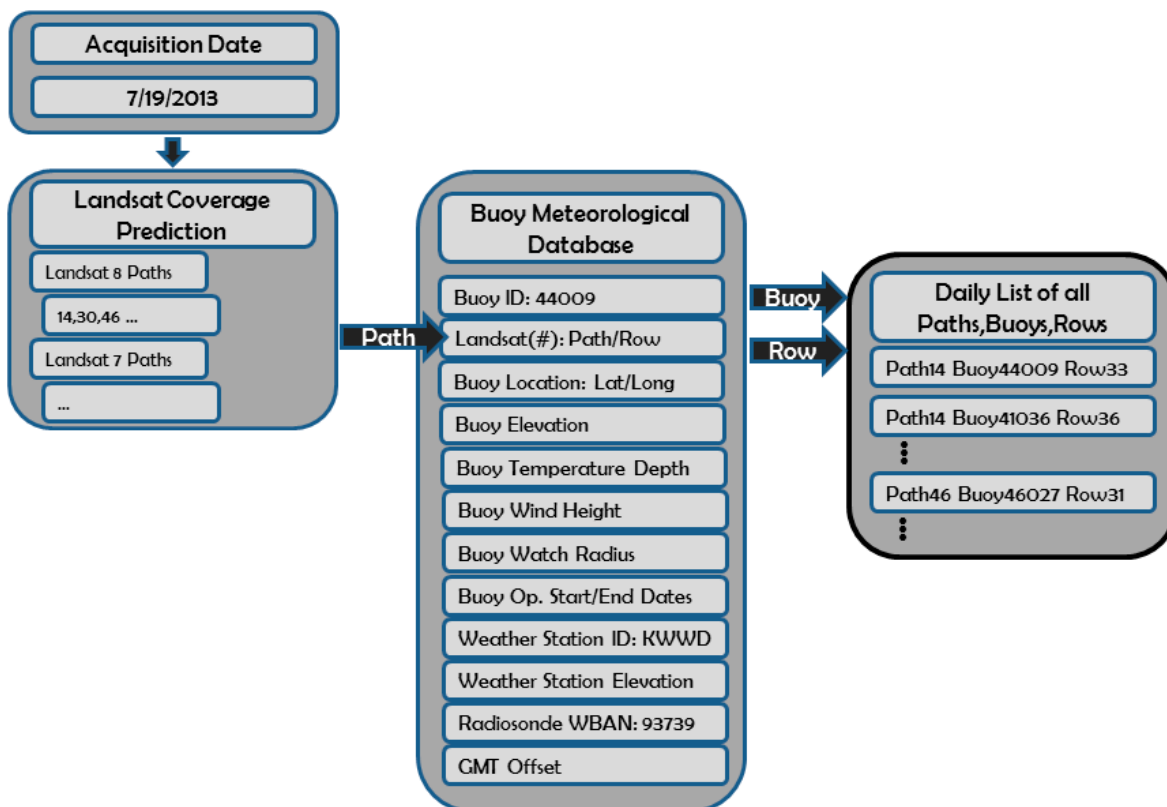 Acquisition Date
7/19/2013
Landsat Coverage
Prediction
Landsat 8 Paths
14,30,46 ...
Landsat 7 Paths
...
Path
Buoy Meteorological
Database
Buoy ID: 44009
Landsat(#): Path/Row
Buoy Location: Lat/Long
Buoy Elevation
Buoy Temperature Depth
Buoy Wind Height
Buoy Watch Radius
Buoy Op. Start/End Dates
Weather Station ID: KWWD
Weather Station Elevation
Radiosonde WBAN: 93739
GMT Offset
Buoy
Row
Daily List of all
Paths,Buoys,Rows
Path14 Buoy44009 Row33
Path14 Buoy41036 Row36
Path46 Buoy46027 Row31